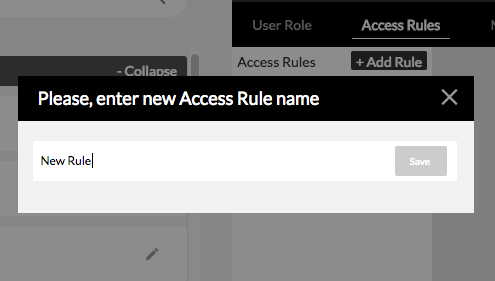 User Role
Access Rules
Access Rules
+ Add Rule
- Collapse
Please, enter new Access Rule name
New Rule
Save